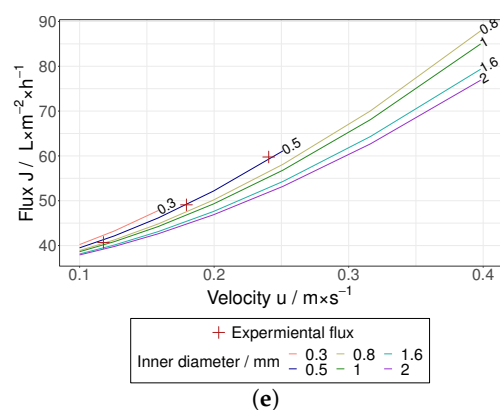 90
80
70
60
50
40
Flux J / L×m⁻²×h⁻¹
0.3
0.5
0.8
1
1.6
2
0.1
0.2
0.3
0.4
Velocity u / m×s⁻¹
Expermiental flux
Inner diameter / mm
0.3 0.8 1.6
0.5 1 2
(e)